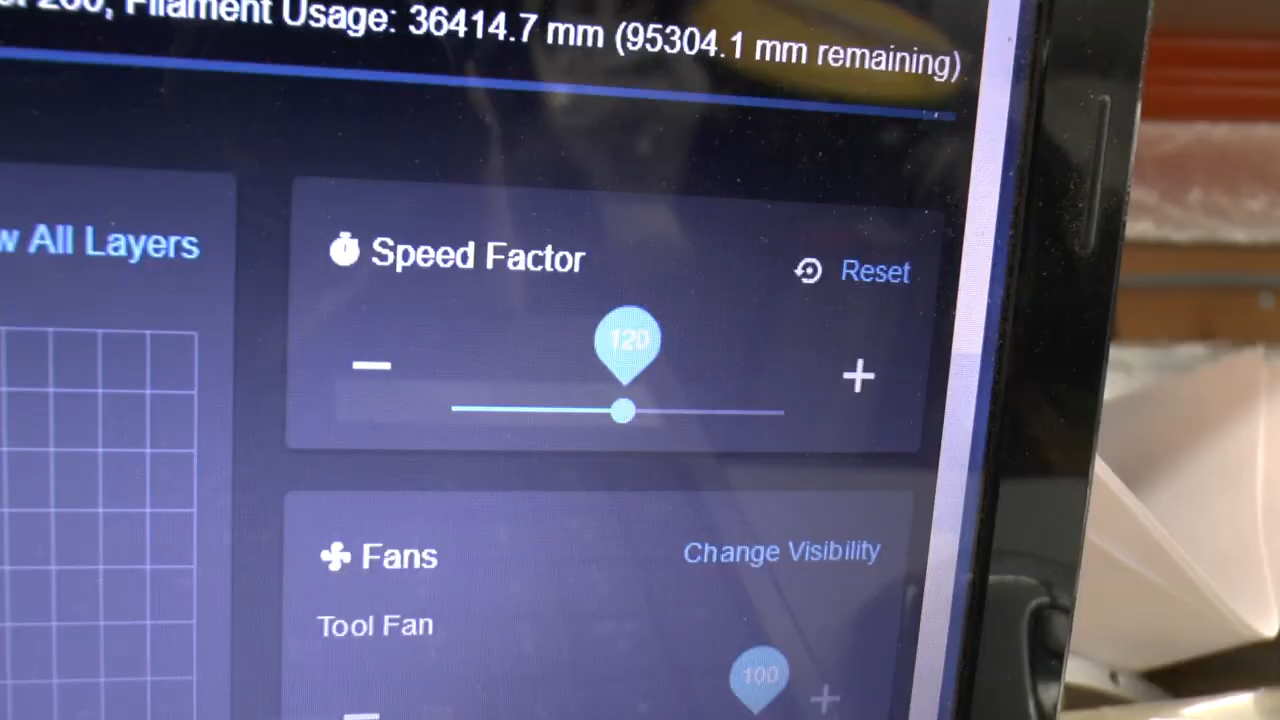 Filament Usage: 36414.7 mm (95304.1 mm remaining)
All Layers
Speed Factor
Reset
120
Fans
Change Visibility
Tool Fan
100